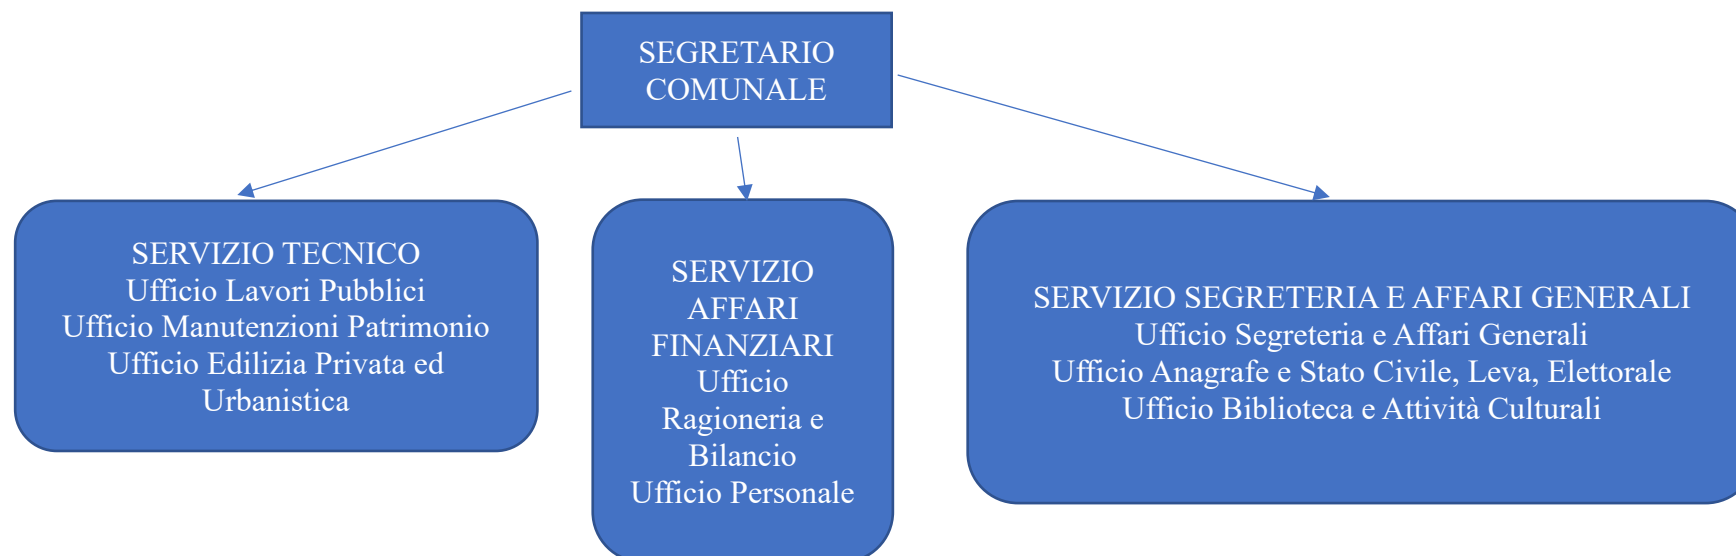 SEGRETARIO
COMUNALE
SERVIZIO TECNICO
Ufficio Lavori Pubblici
Ufficio Manutenzioni Patrimonio
Ufficio Edilizia Privata ed
Urbanistica
SERVIZIO
AFFARI
FINANZIARI
Ufficio
Ragioneria e
Bilancio
Ufficio Personale
SERVIZIO SEGRETERIA E AFFARI GENERALI
Ufficio Segreteria e Affari Generali
Ufficio Anagrafe e Stato Civile, Leva, Elettorale
Ufficio Biblioteca e Attività Culturali